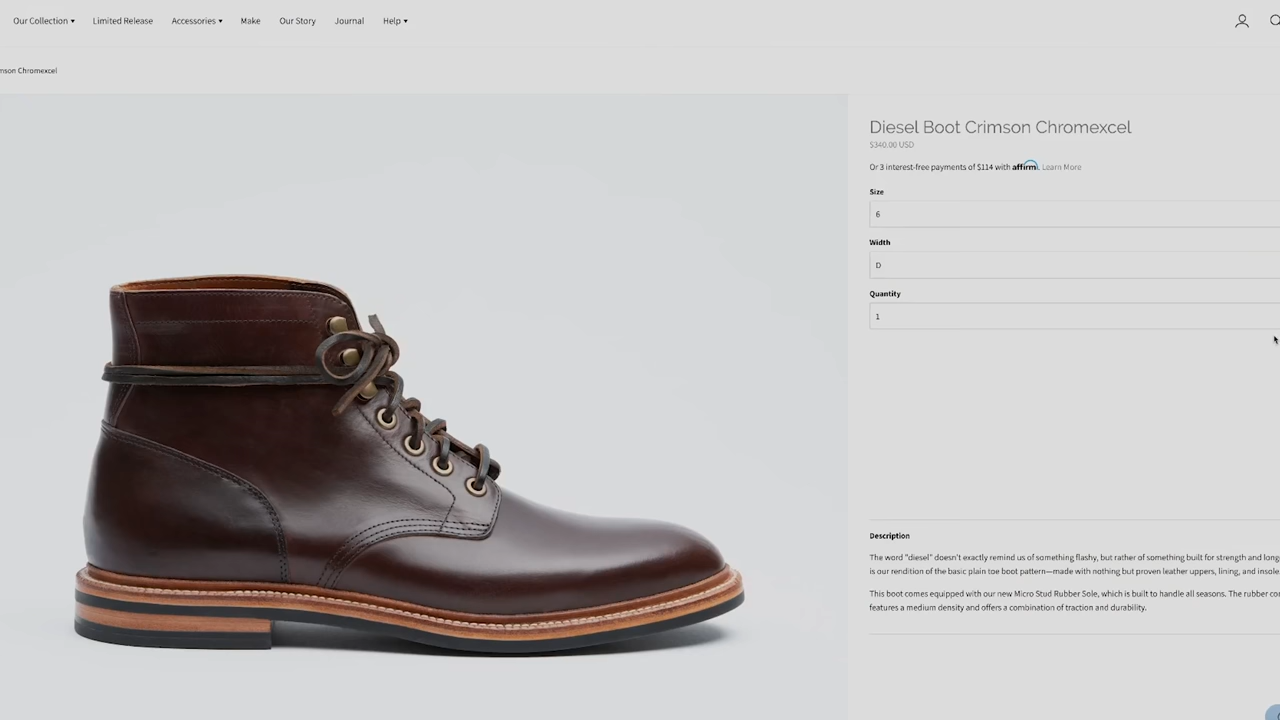 Our Collection ▾ Limited Release Accessories ▾ Make Our Story Journal Help ▾
Chromexcel
Diesel Boot Crimson Chromexcel
$340.00 USD
Or 3 interest-free payments of $114 with affirm. Learn More
Size
6
Width
D
Quantity
1
Description
The word "diesel" doesn't exactly remind us of something flashy, but rather of something built for strength and
is our rendition of the basic plain toe boot pattern—made with nothing but proven leather uppers, lining, and
This boot comes equipped with our new Micro Stud Rubber Sole, which is built to handle all seasons. The rubber
features a medium density and offers a combination of traction and durability.